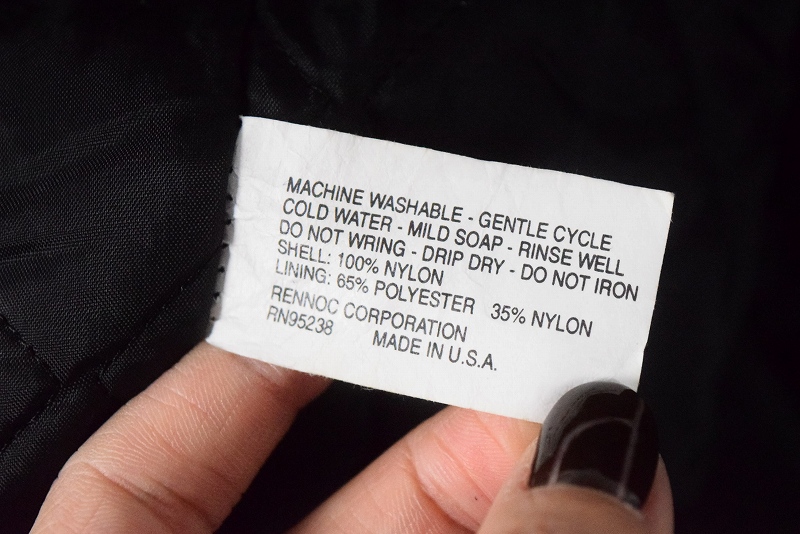 MACHINE WASHABLE - GENTLE CYCLE
COLD WATER - MILD SOAP - RINSE WELL
DO NOT WRING - DRIP DRY - DO NOT IRON
SHELL: 100% NYLON
LINING: 65% POLYESTER 35% NYLON
RENNOC CORPORATION
RN95238 MADE IN U.S.A.